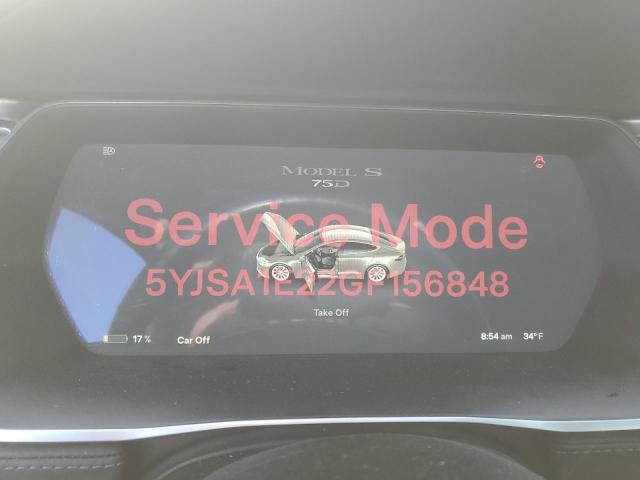 MODEL S
75D
Service Mode
5YJSA1E22GF156848
Take Off
17 %
Car Off
8:54 am
34°F